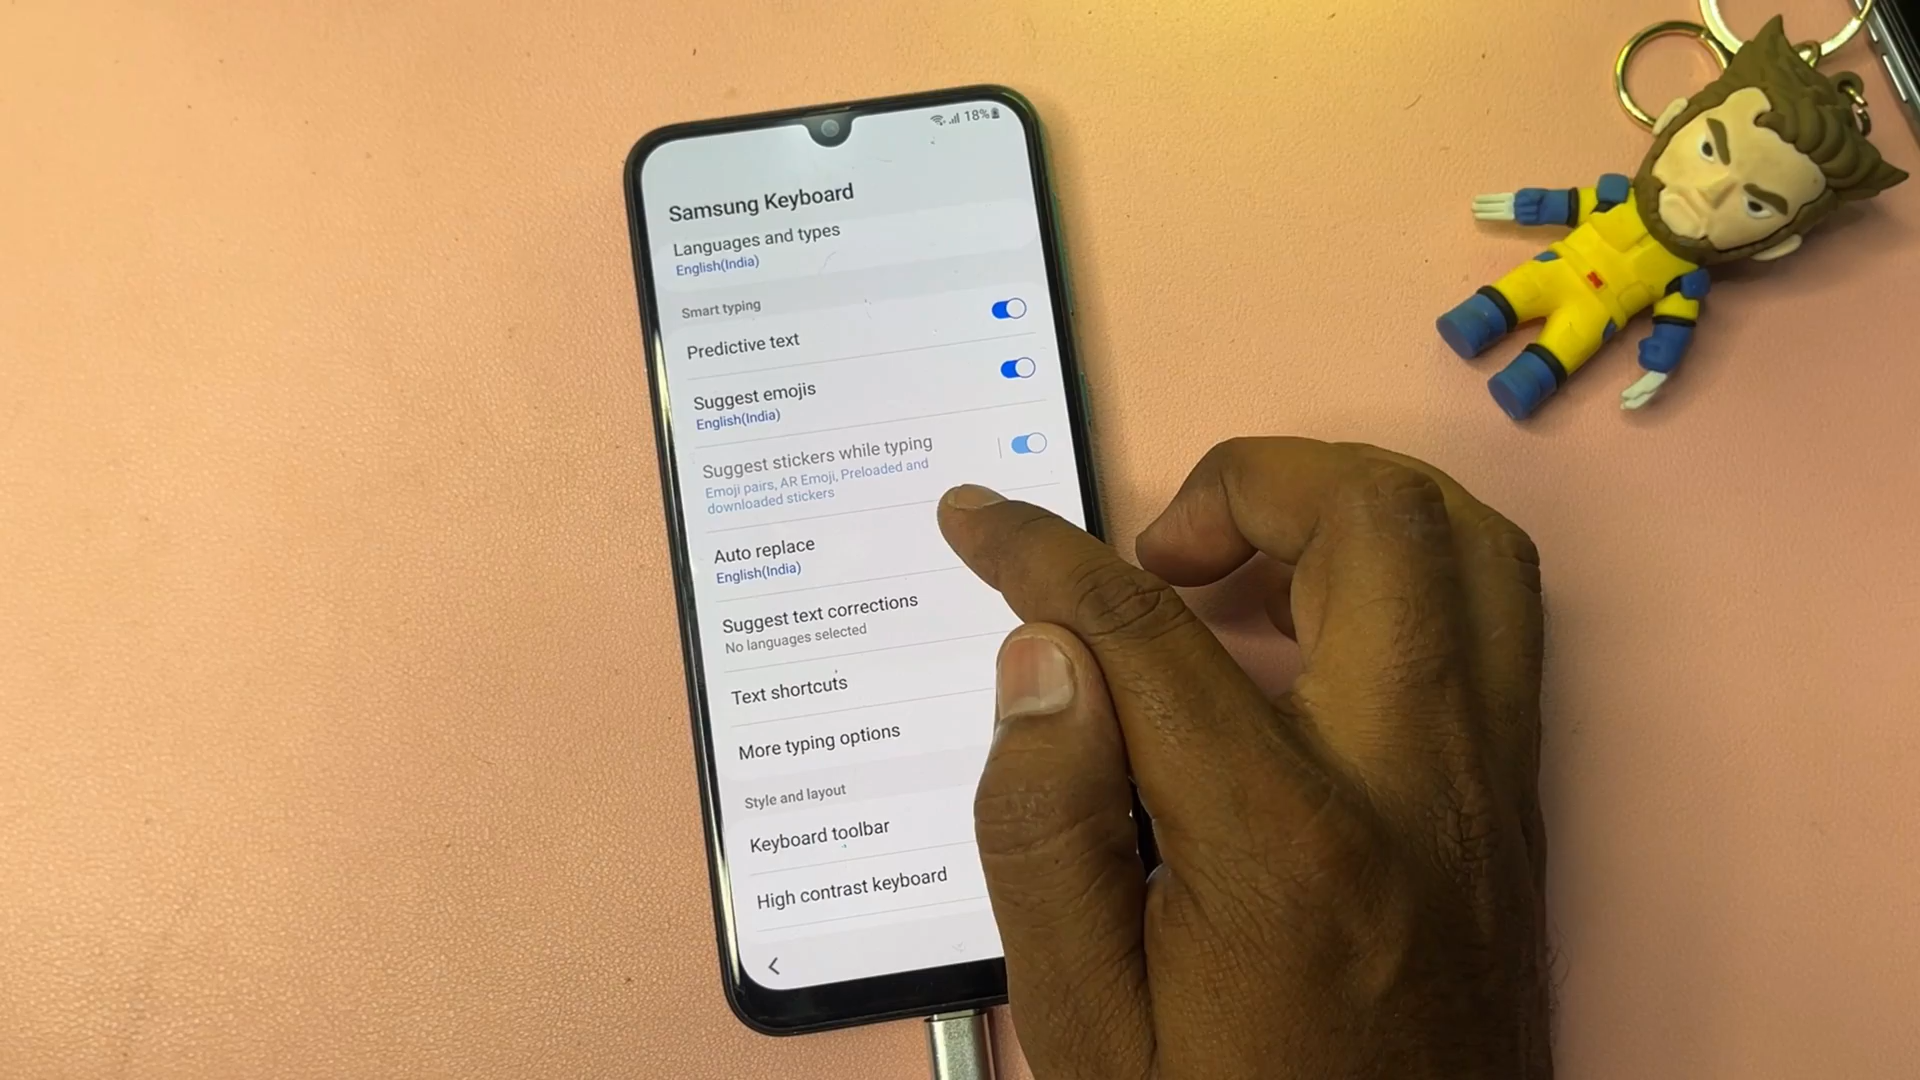 18%
Samsung Keyboard
Languages and types
English(India)
Smart typing
Predictive text
Suggest emojis
English(India)
Suggest stickers while typing
Emoji pairs, AR Emoji, Preloaded and
downloaded stickers
Auto replace
English(India)
Suggest text corrections
No languages selected
Text shortcuts
More typing options
Style and layout
Keyboard toolbar
High contrast keyboard